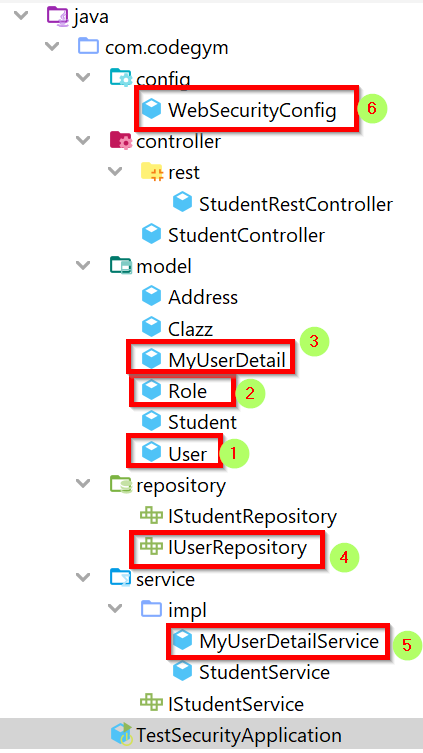 java
com.codegym
config
WebSecurityConfig 6
controller
rest
StudentRestController
StudentController
model
Address
Clazz
MyUserDetail 3
Role 2
Student
User 1
repository
IStudentRepository
IUserRepository 4
service
impl
MyUserDetailService 5
StudentService
IStudentService
TestSecurityApplication